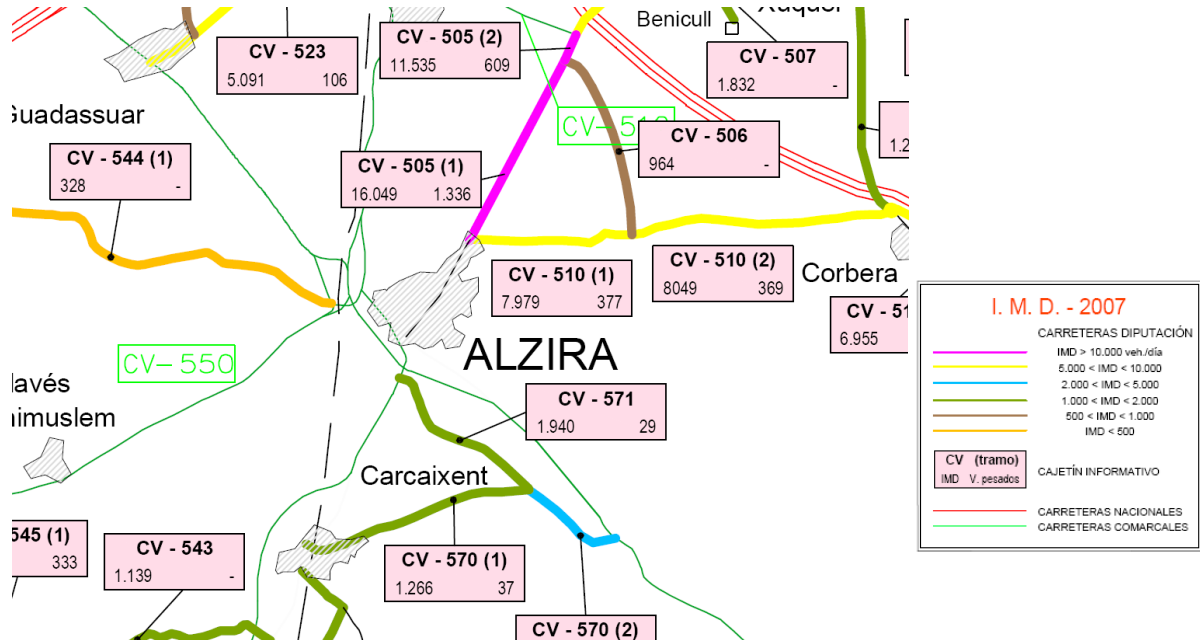 Benicull
CV - 523
5.091 106
CV - 505 (2)
11.535 609
CV - 507
1.832 -
Guadassuar
CV - 506
964 -
CV - 544 (1)
328 -
CV - 505 (1)
16.049 1.336
CV - 510 (1)
7.979 377
CV - 510 (2)
8049 369
Corbera
6.955
ALZIRA
CV-550
CV - 571
1.940 29
Carcaixent
545 (1)
333
CV - 543
1.139 -
CV - 570 (1)
1.266 37
CV - 570 (2)
I. M. D. - 2007
CARRETERAS DIPUTACIÓN
IMD > 10.000 veh./día
5.000 < IMD < 10.000
2.000 < IMD < 5.000
1.000 < IMD < 2.000
500 < IMD < 1.000
IMD < 500
CV (tramo)
IMD V. pesados
CAJETÍN INFORMATIVO
CARRETERAS NACIONALES
CARRETERAS COMARCALES